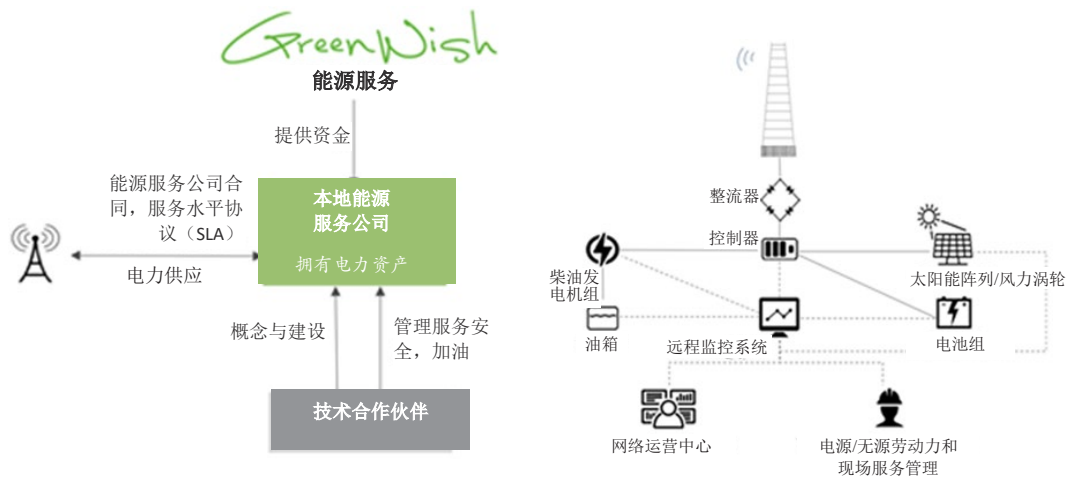 GreenWish
能源服务
提供资金
能源服务公司合
同，服务水平协
议（SLA）
电力供应
本地能源
服务公司
拥有电力资产
概念与建设
管理服务安
全，加油
技术合作伙伴
整流器
控制器
柴油发
电机组
太阳能阵列/风力涡轮
油箱
远程监控系统
电池组
网络运营中心
电源/无源劳动力和
现场服务管理